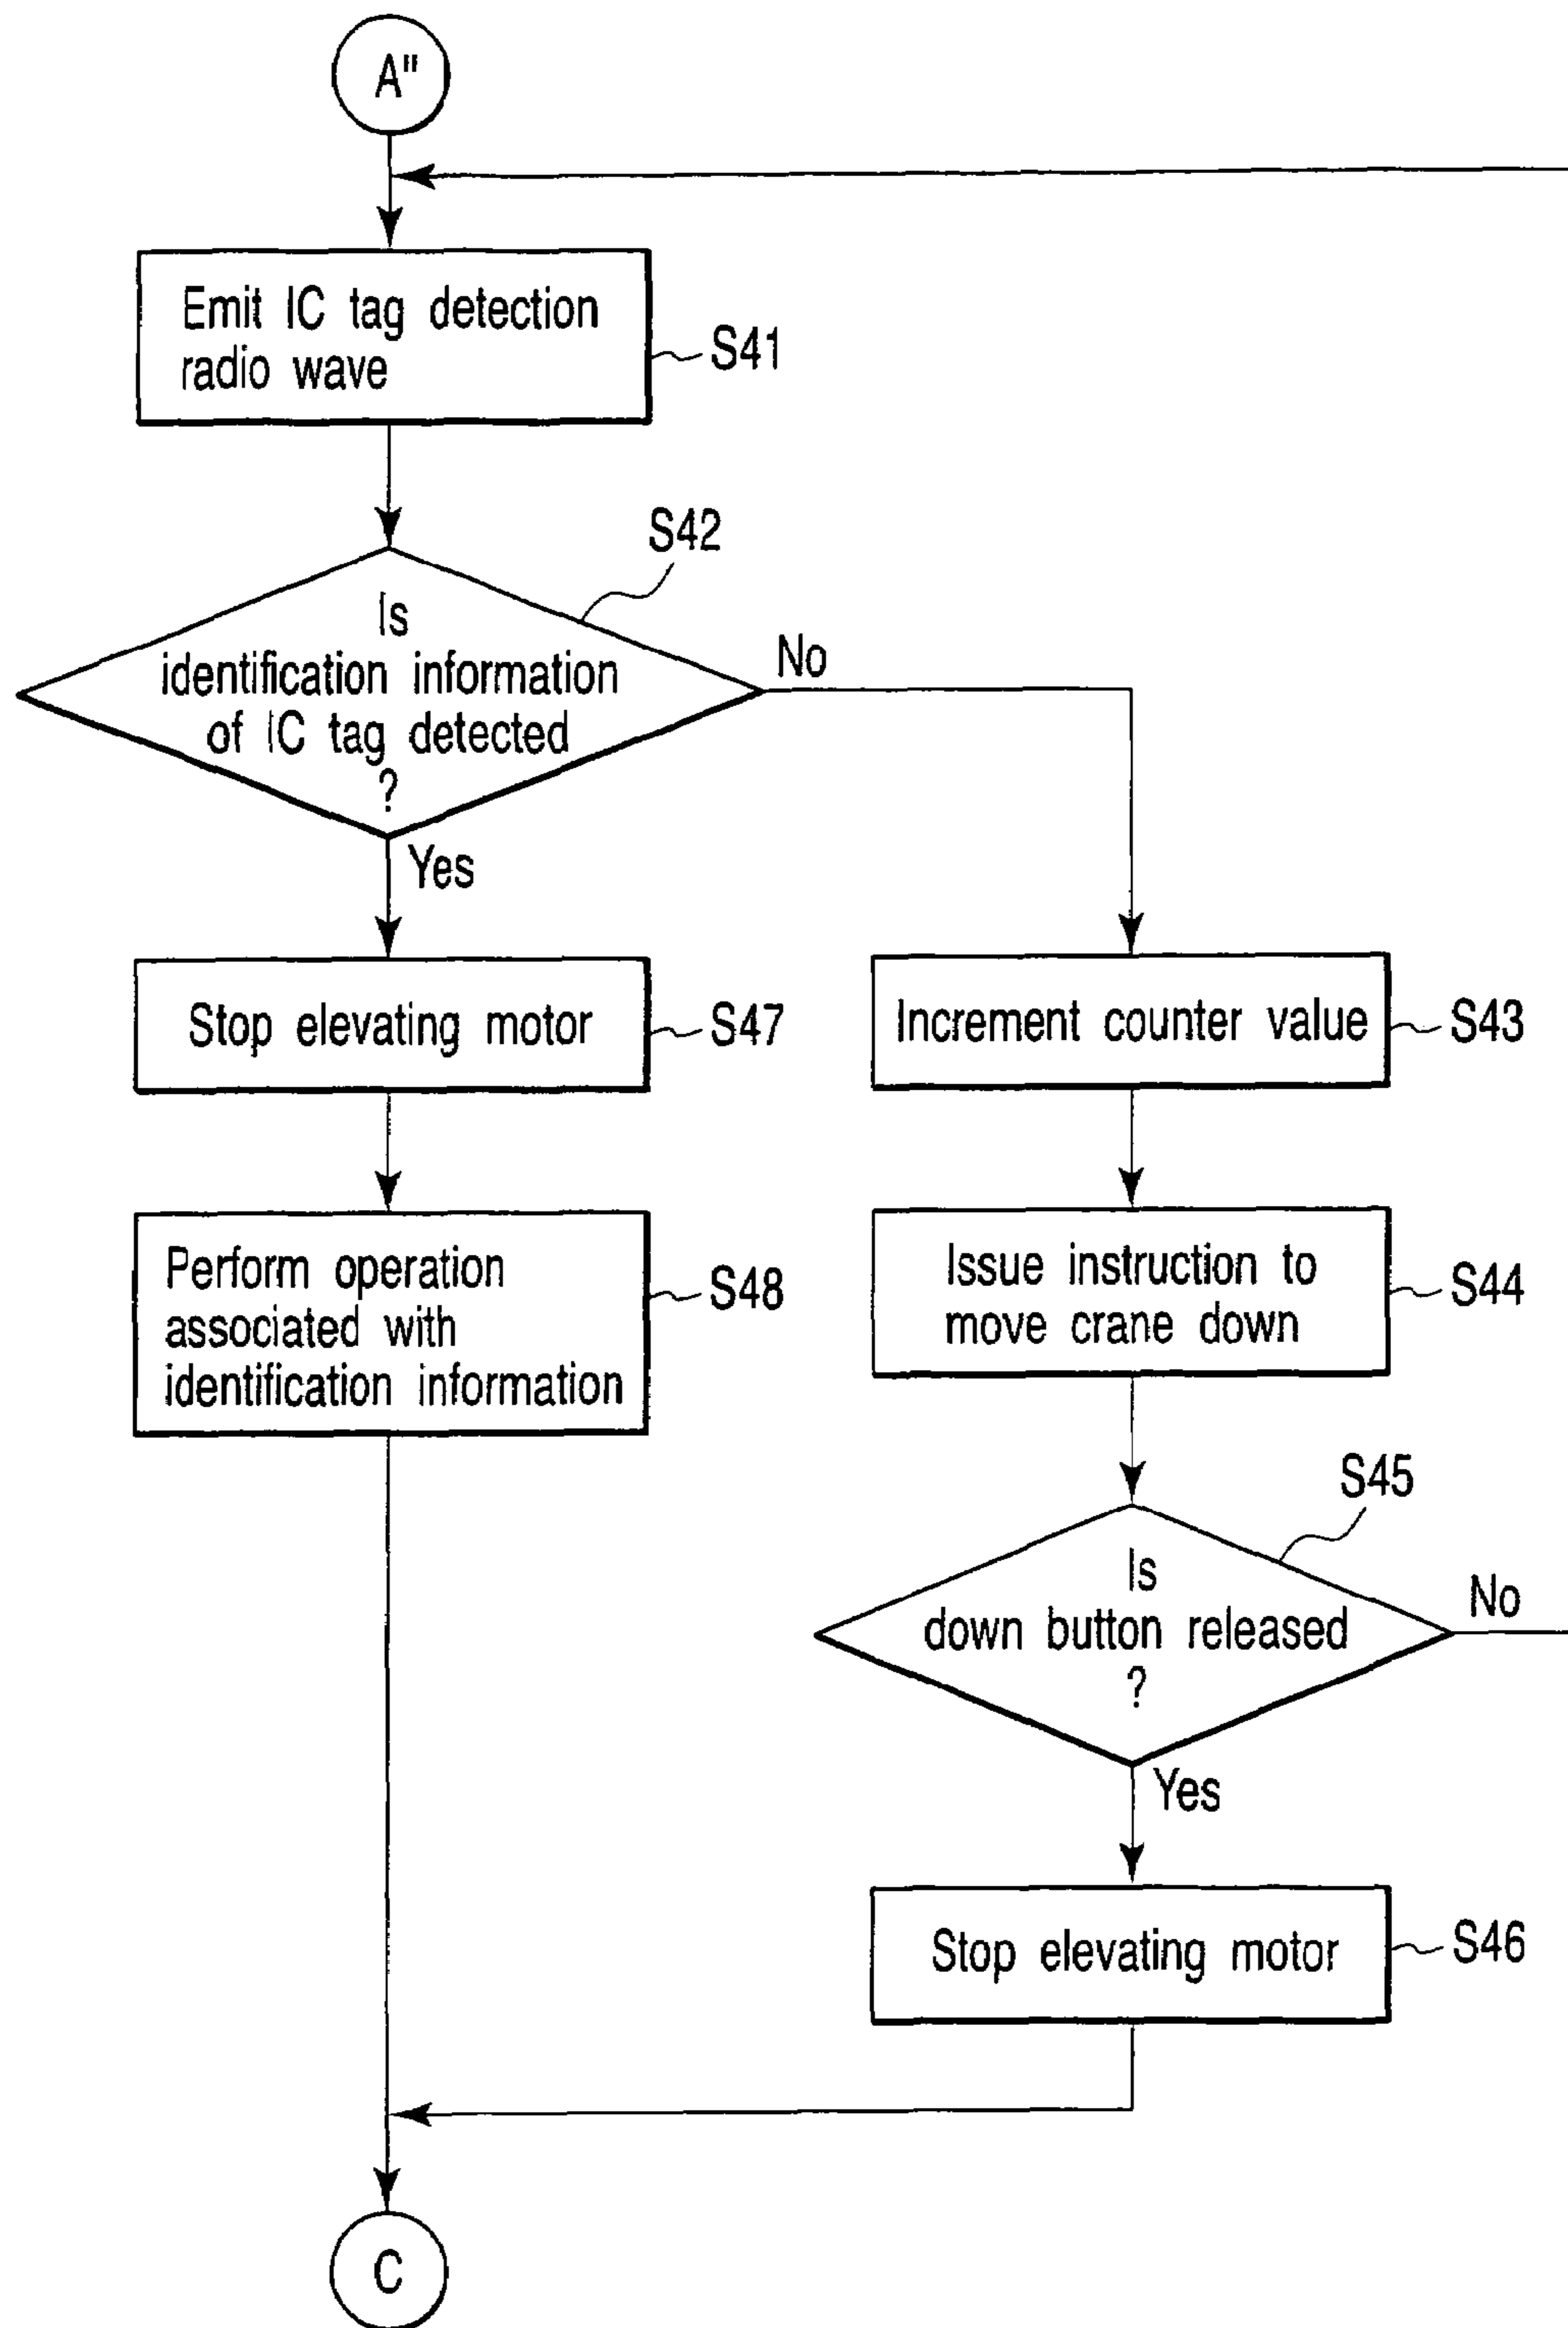 A"
Emit IC tag detection
radio wave
S41
S42
Is
identification information
of IC tag detected
?
No
Yes
Stop elevating motor
S47
Increment counter value
S43
Perform operation
associated with
identification information
S48
Issue instruction to
move crane down
S44
S45
Is
down button released
?
No
Yes
Stop elevating motor
S46
C